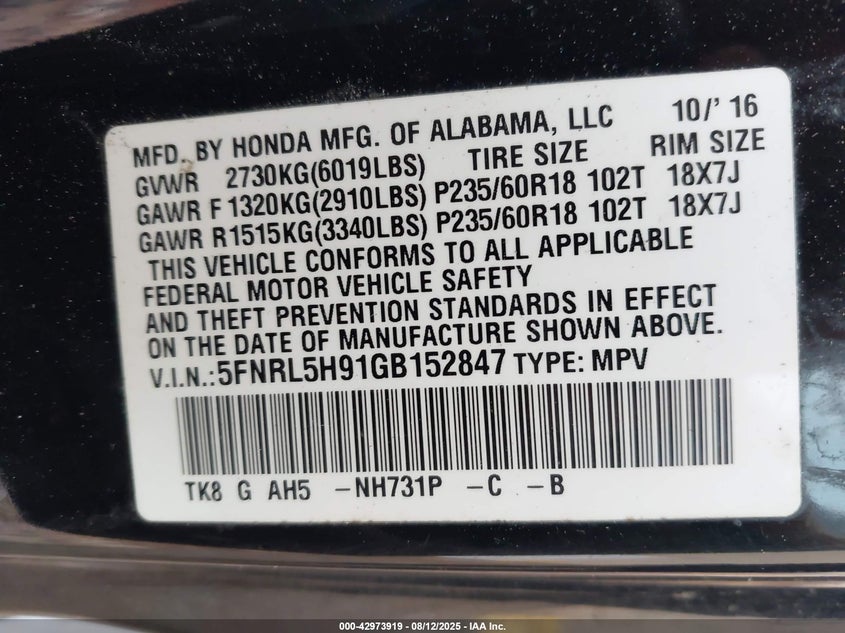 MFD. BY HONDA MFG. OF ALABAMA, LLC 10/' 16
GVWR 2730KG(6019LBS) TIRE SIZE RIM SIZE
GAWR F 1320KG(2910LBS) P235/60R18 102T 18X7J
GAWR R1515KG(3340LBS) P235/60R18 102T 18X7J
THIS VEHICLE CONFORMS TO ALL APPLICABLE
FEDERAL MOTOR VEHICLE SAFETY
AND THEFT PREVENTION STANDARDS IN EFFECT
ON THE DATE OF MANUFACTURE SHOWN ABOVE.
V.I.N.: 5FNRL5H91GB152847 TYPE: MPV
TK8 G AH5 -NH731P -C -B
000-42973919 - 08/12/2025 - IAA Inc.